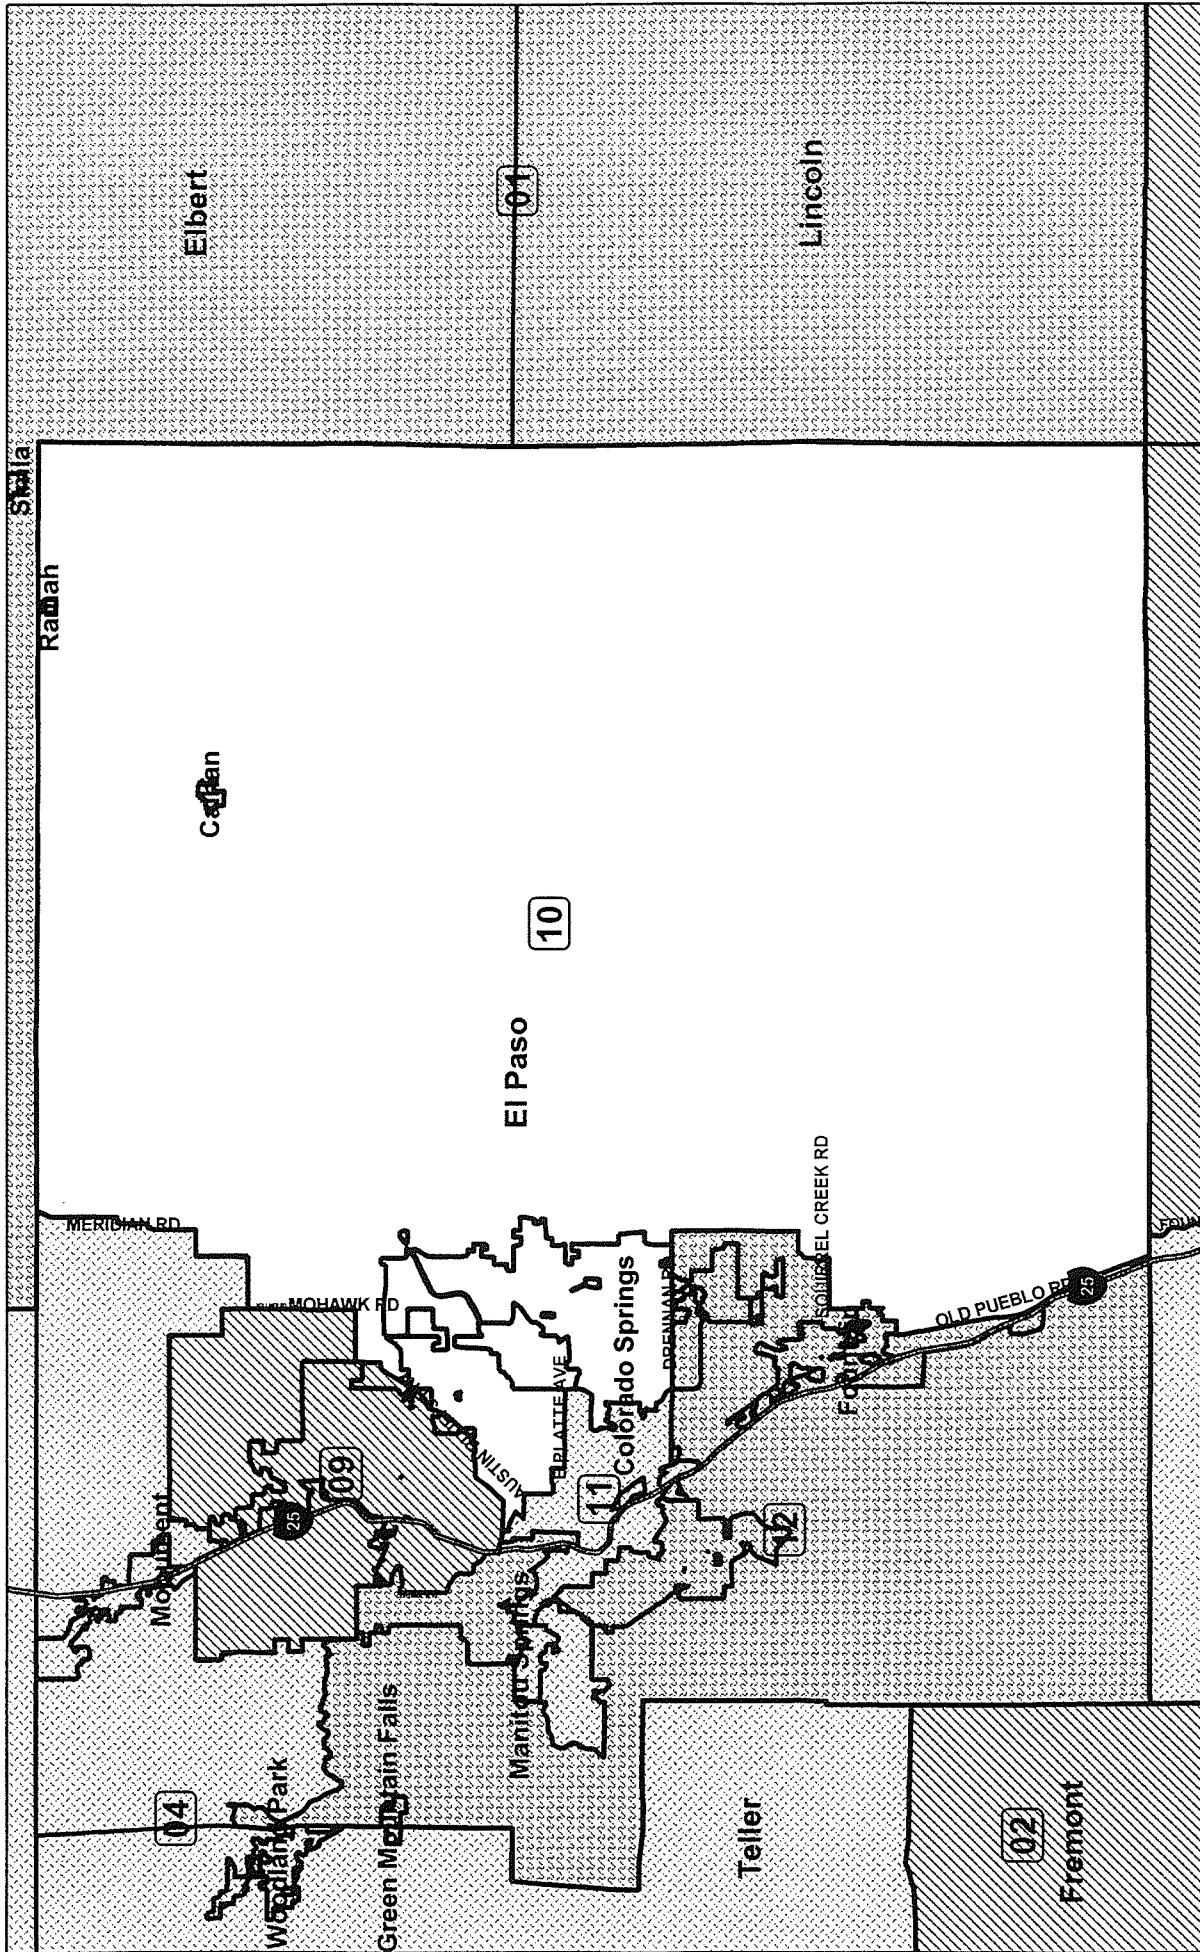 Elbert
01
Lincoln
Simla
Ramah
Calhan
10
El Paso
MERIDIAN RD
MOHAWK RD
SQUIRREL CREEK RD
OLD PUEBLO RD
25
DRENNAN RD
Colorado Springs
E PLATTE AVE
AUSTIN
Fountain
09
25
11
12
Monument
Manitou Springs
Green Mountain Falls
04
Woodland Park
Teller
02
Fremont